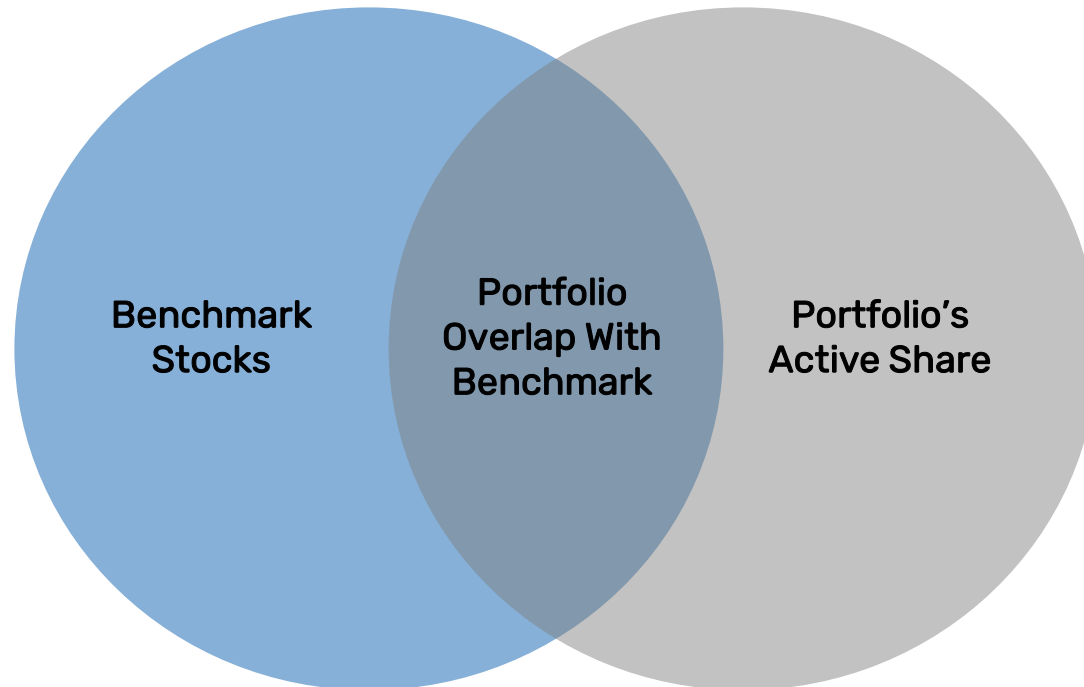 Benchmark
Stocks
Portfolio
Overlap With
Benchmark
Portfolio’s
Active Share